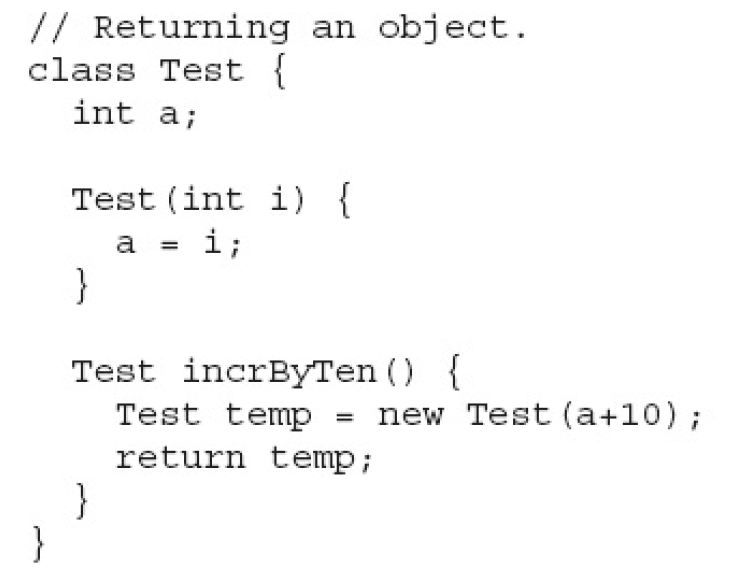 // Returning an object.
class Test {
  int a;

  Test(int i) {
    a = i;
  }

  Test incrByTen() {
    Test temp = new Test(a+10);
    return temp;
  }
}